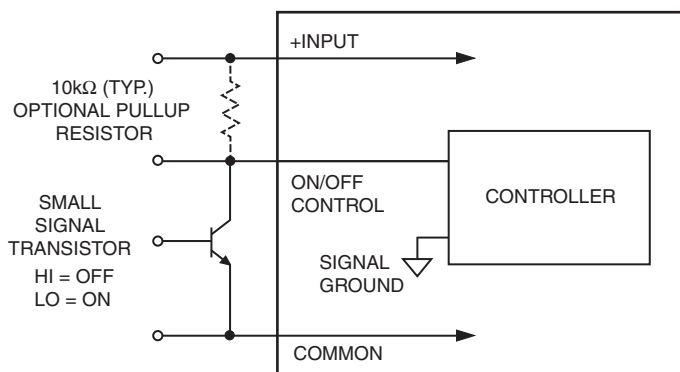 +INPUT
10kΩ (TYP.)
OPTIONAL PULLUP
RESISTOR
ON/OFF
CONTROL
CONTROLLER
SMALL
SIGNAL
TRANSISTOR
HI = OFF
LO = ON
SIGNAL
GROUND
COMMON